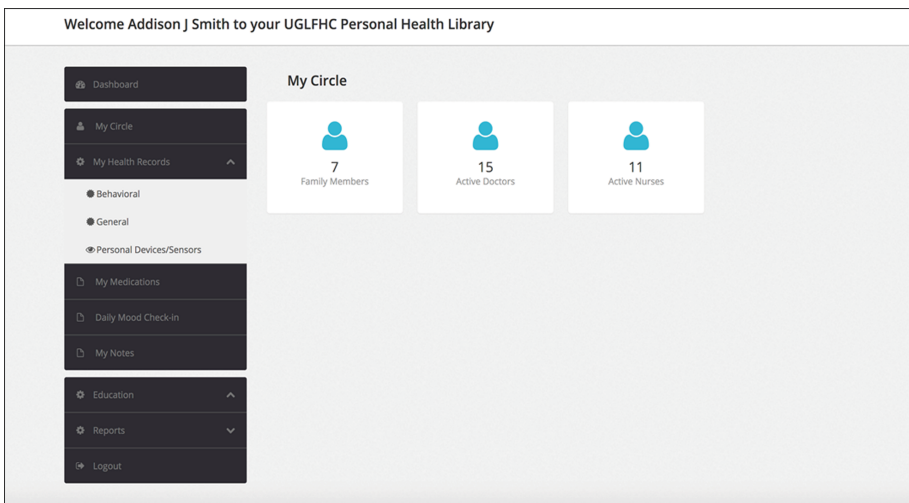 Welcome Addison J Smith to your UGLFHC Personal Health Library
Dashboard
My Circle
My Health Records
Behavioral
General
Personal Devices/Sensors
My Medications
Daily Mood Check-in
My Notes
Education
Reports
Logout
My Circle
7
Family Members
15
Active Doctors
11
Active Nurses